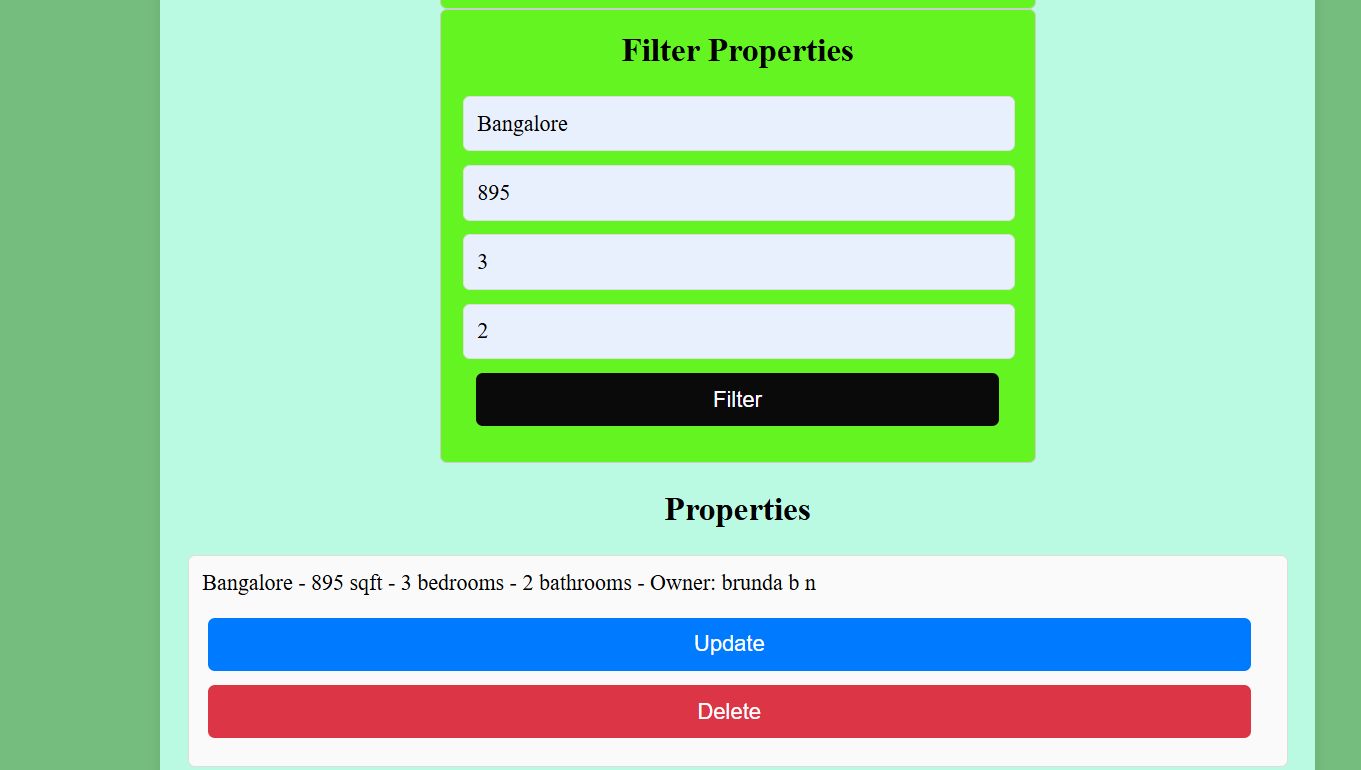 Filter Properties
Bangalore
895
3
2
Filter
Properties
Bangalore - 895 sqft - 3 bedrooms - 2 bathrooms - Owner: brunda b n
Update
Delete